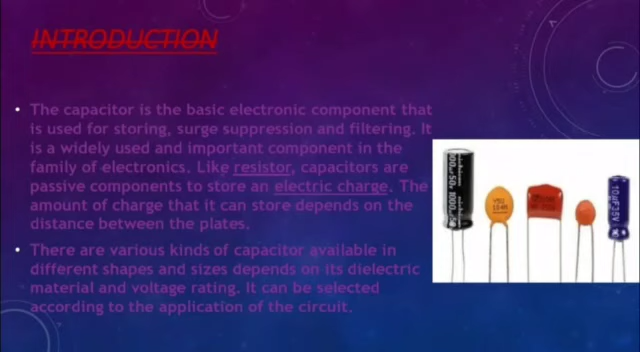 INTRODUCTION
• The capacitor is the basic electronic component that
is used for storing, surge suppression and filtering. It
is a widely used and important component in the
family of electronics. Like resistor, capacitors are
passive components to store an electric charge. The
amount of charge that it can store depends on the
distance between the plates.
• There are various kinds of capacitor available in
different shapes and sizes depends on its dielectric
material and voltage rating. It can be selected
according to the application of the circuit.
10µF35V